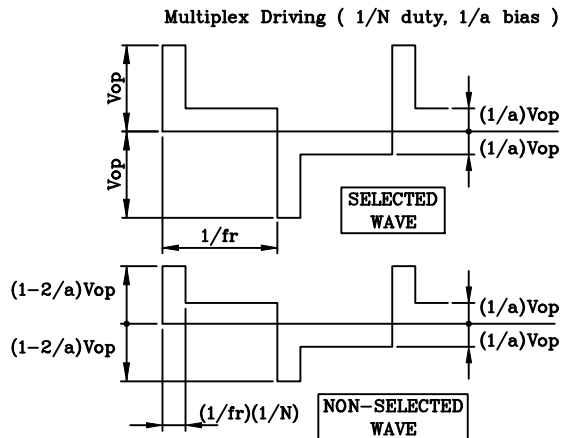 Multiplex Driving ( 1/N duty, 1/a bias )
Vop
Vop
(1/a)Vop
(1/a)Vop
SELECTED
WAVE
1/fr
(1-2/a)Vop
(1-2/a)Vop
(1/a)Vop
(1/a)Vop
(1/fr)(1/N)
NON-SELECTED
WAVE